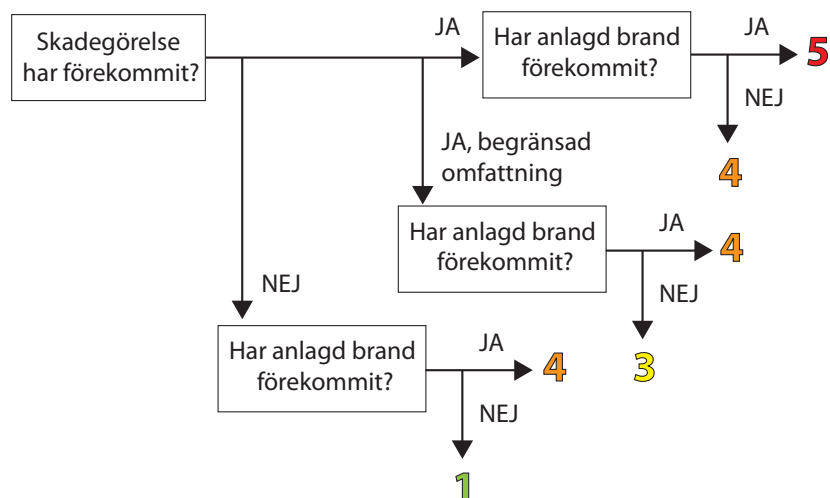 Skadegörelse
har förekommit?
JA
Har anlagd brand
förekommit?
JA
5
NEJ
4
JA, begränsad
omfattning
Har anlagd brand
förekommit?
JA
4
NEJ
3
NEJ
Har anlagd brand
förekommit?
JA
4
NEJ
1